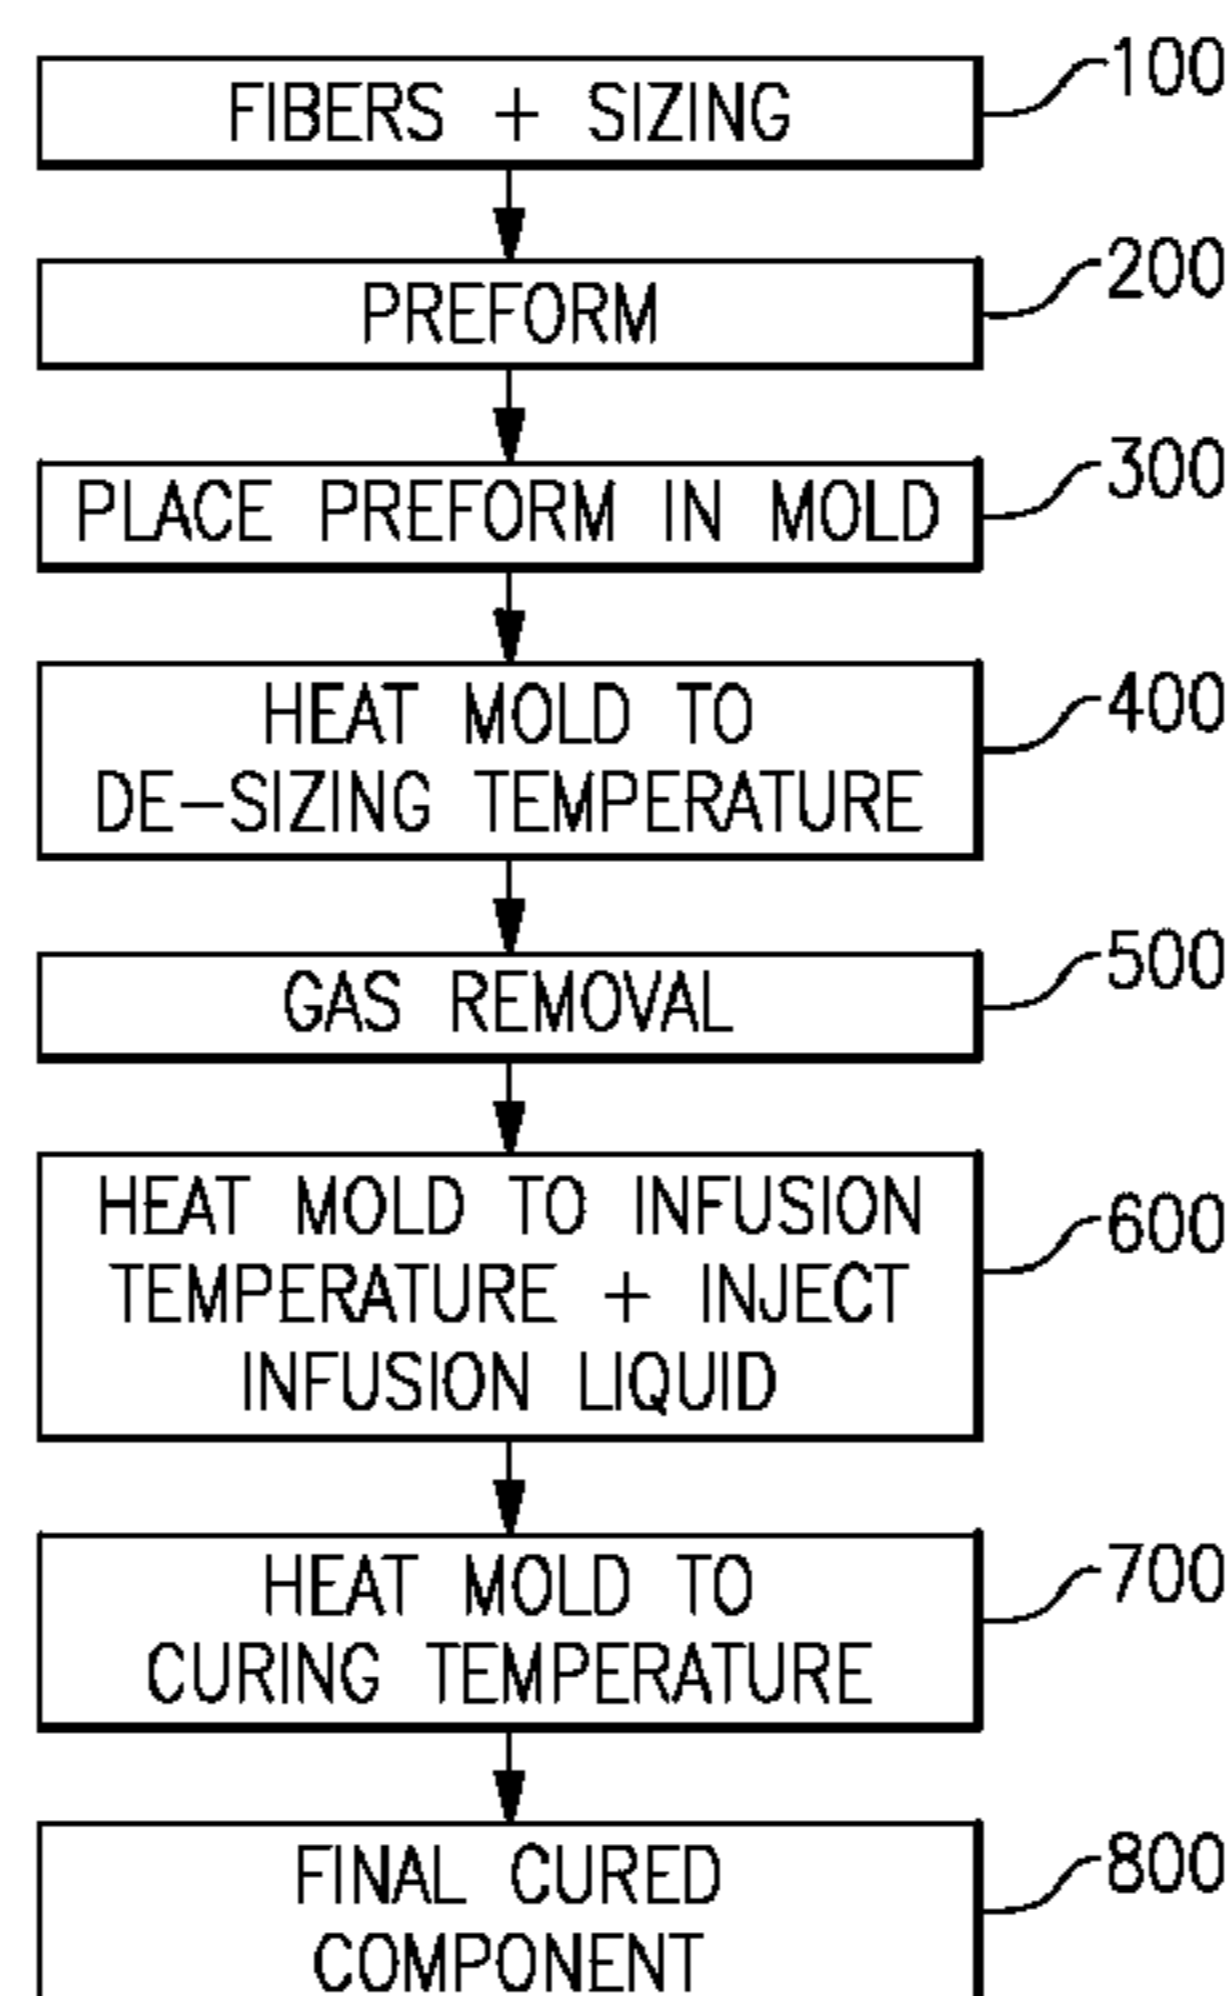 FIBERS + SIZING
100
PREFORM
200
PLACE PREFORM IN MOLD
300
HEAT MOLD TO
DE-SIZING TEMPERATURE
400
GAS REMOVAL
500
HEAT MOLD TO INFUSION
TEMPERATURE + INJECT
INFUSION LIQUID
600
HEAT MOLD TO
CURING TEMPERATURE
700
FINAL CURED
COMPONENT
800